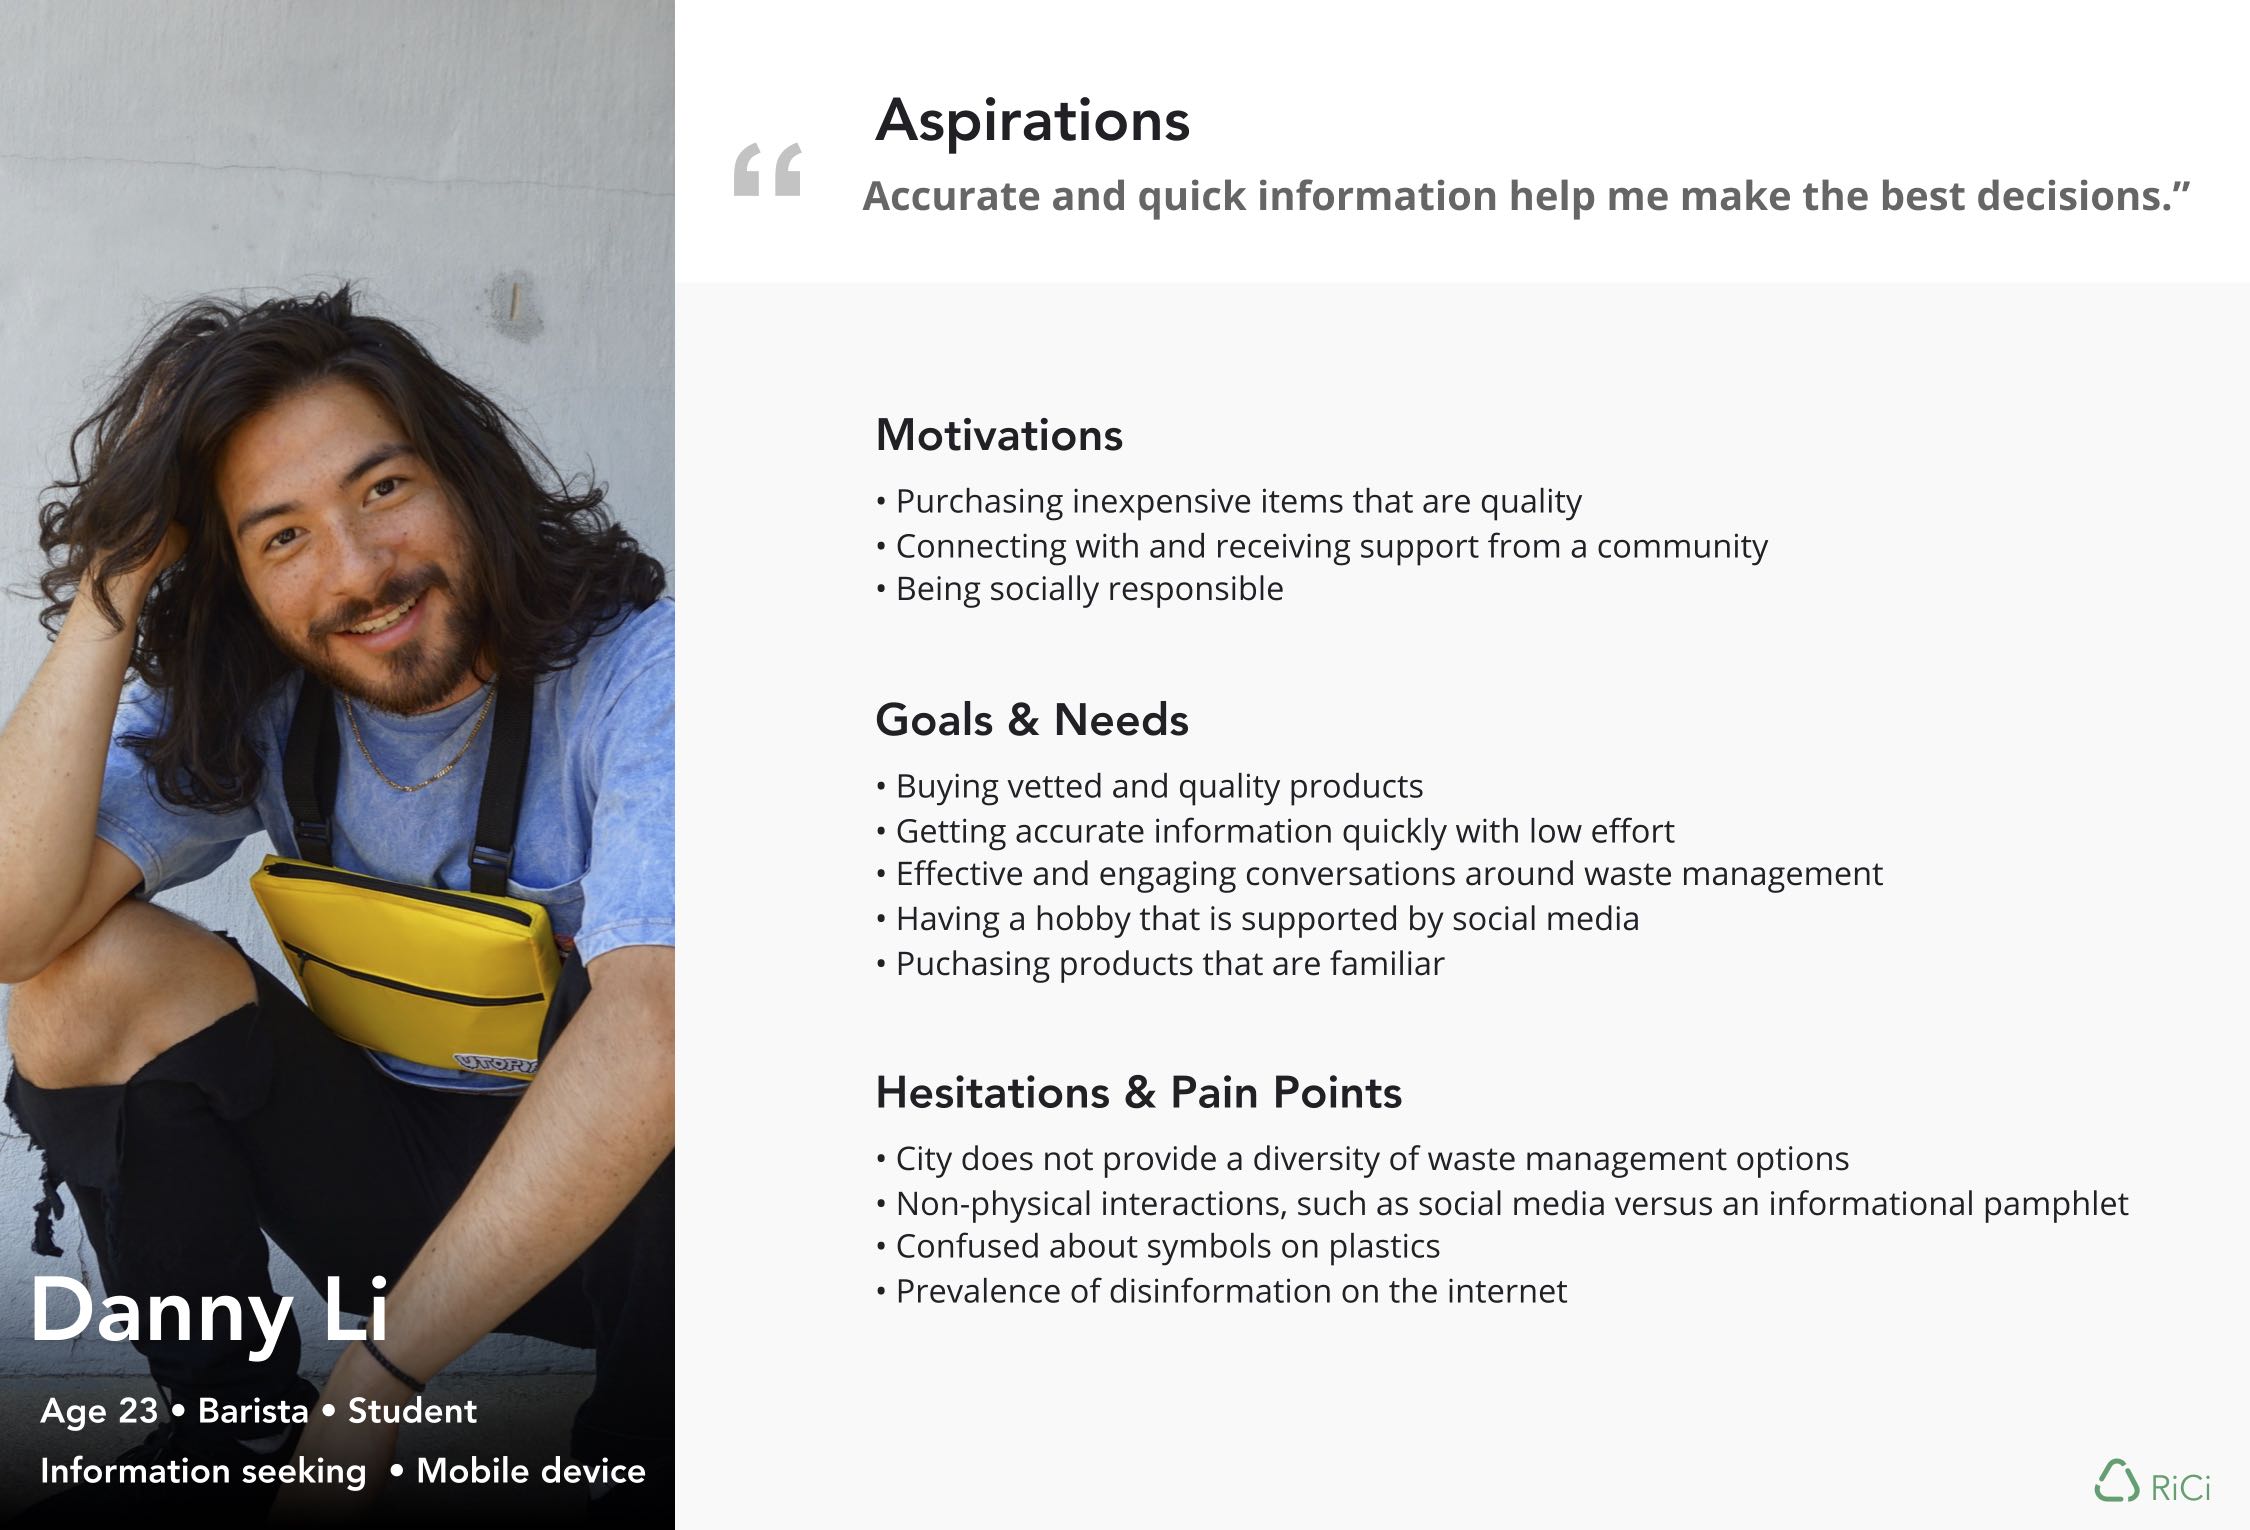 Aspirations
“ Accurate and quick information help me make the best decisions.”
Motivations
• Purchasing inexpensive items that are quality
• Connecting with and receiving support from a community
• Being socially responsible
Goals & Needs
• Buying vetted and quality products
• Getting accurate information quickly with low effort
• Effective and engaging conversations around waste management
• Having a hobby that is supported by social media
• Puchasing products that are familiar
Hesitations & Pain Points
• City does not provide a diversity of waste management options
• Non-physical interactions, such as social media versus an informational pamphlet
• Confused about symbols on plastics
• Prevalence of disinformation on the internet
Danny Li
Age 23 • Barista • Student
Information seeking • Mobile device
RiCi